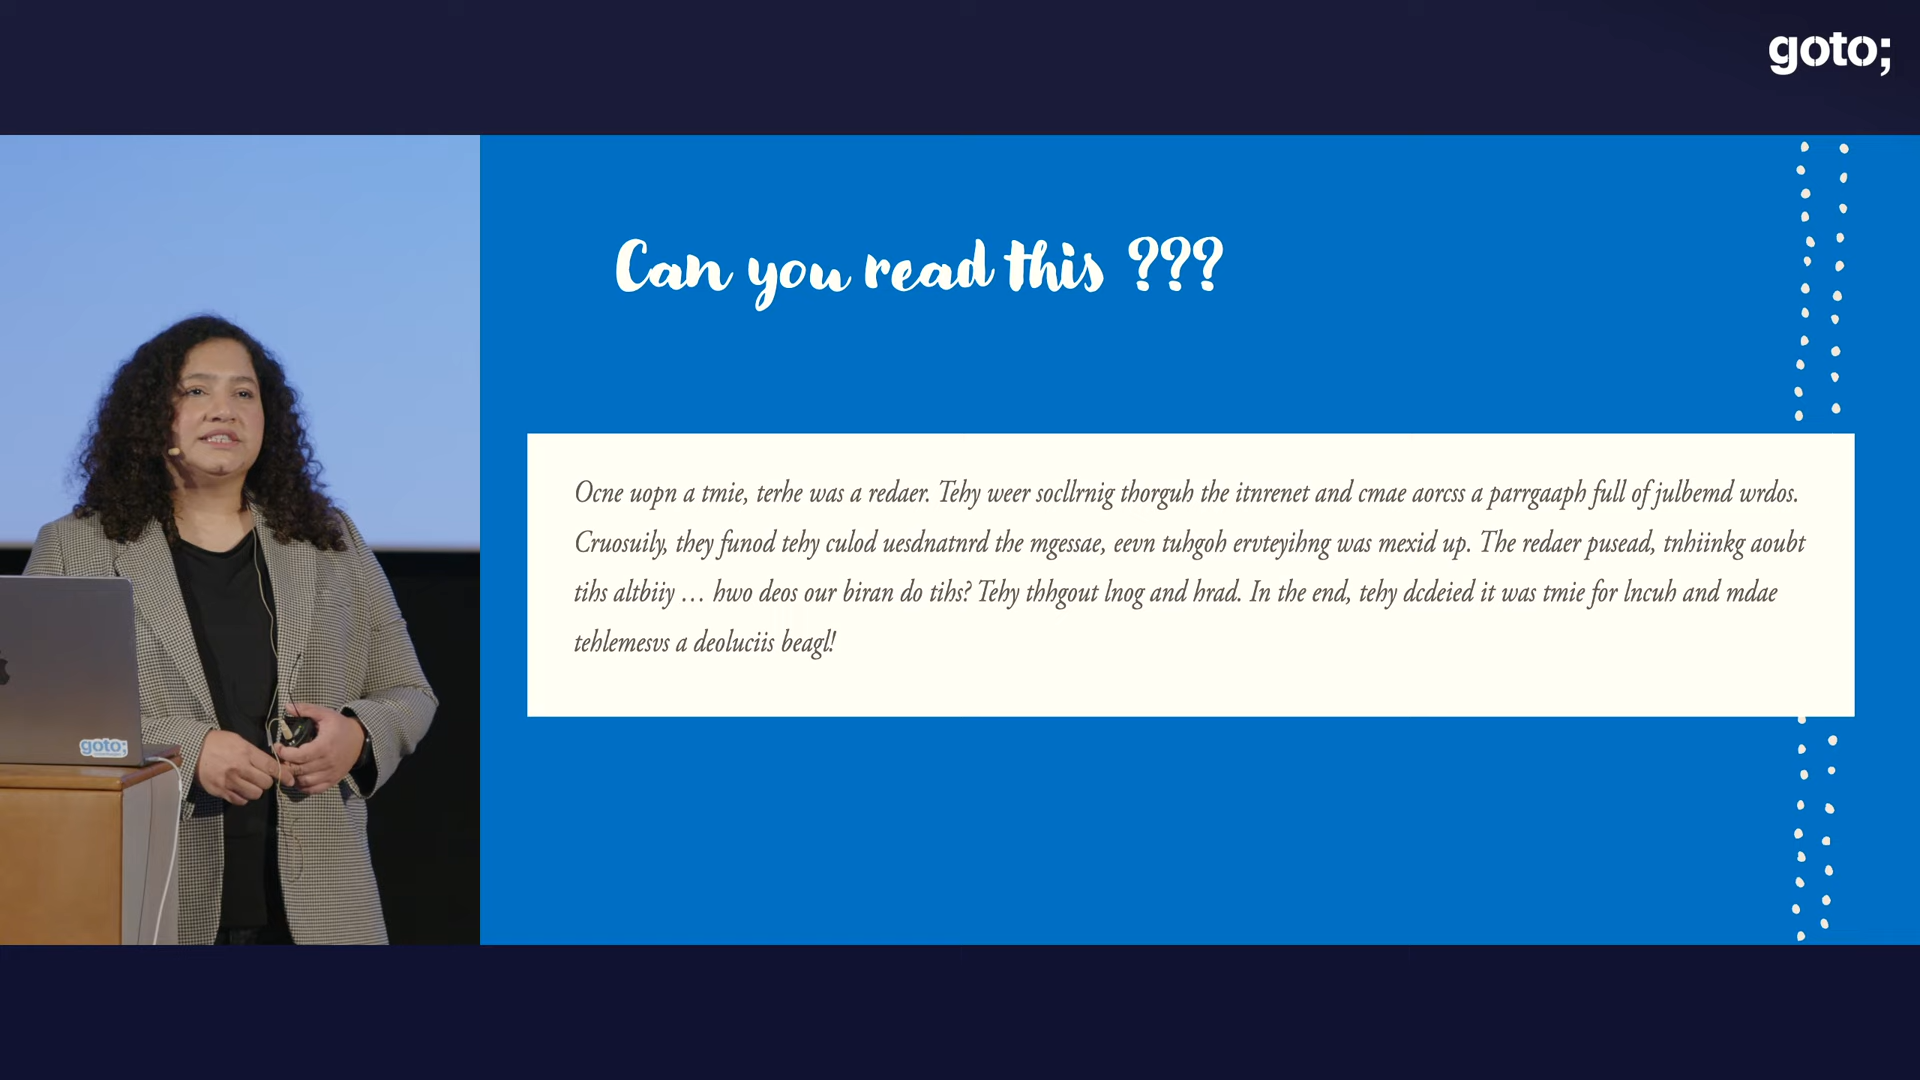 goto;
Can you read this ???
Ocne uopn a tmie, terhe was a redaer. Tehy weer socllrnig thorguh the itnrenet and cmae aorcss a parrgaaph full of julbemd wrdos.
Cruosuily, they funod tehy culod uesdnatnrd the mgessae, eevn tuhgoh ervteyihng was mexid up. The redaer pusead, tnhiinkg aoubt
tihs altbiiy … hwo deos our biran do tihs? Tehy thhgout lnog and hrad. In the end, tehy dcdeied it was tmie for lncuh and mdae
tehlemesvs a deoluciis beagl!
goto;